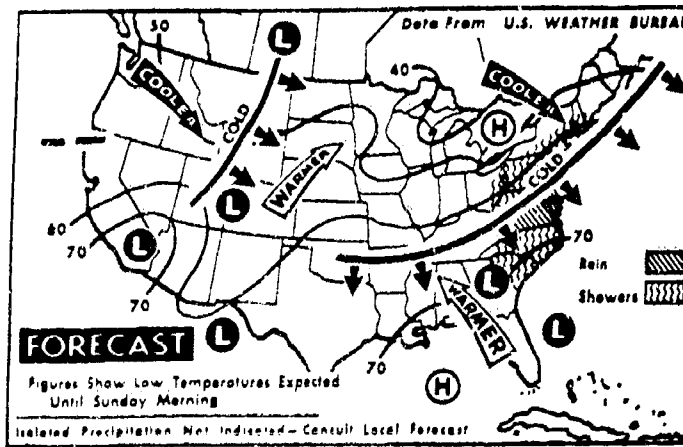 Data From U.S. WEATHER BUREAU
50
L
COOLER
COLD
40
COOLER
H
WARMER
COLD
L
60
70
L
70
70
L
Rain
Showers
WARMER
L
L
70
H
FORECAST
Figures Show Low Temperatures Expected
Until Sunday Morning
Isolated Precipitation Not Indicated – Consult Local Forecast